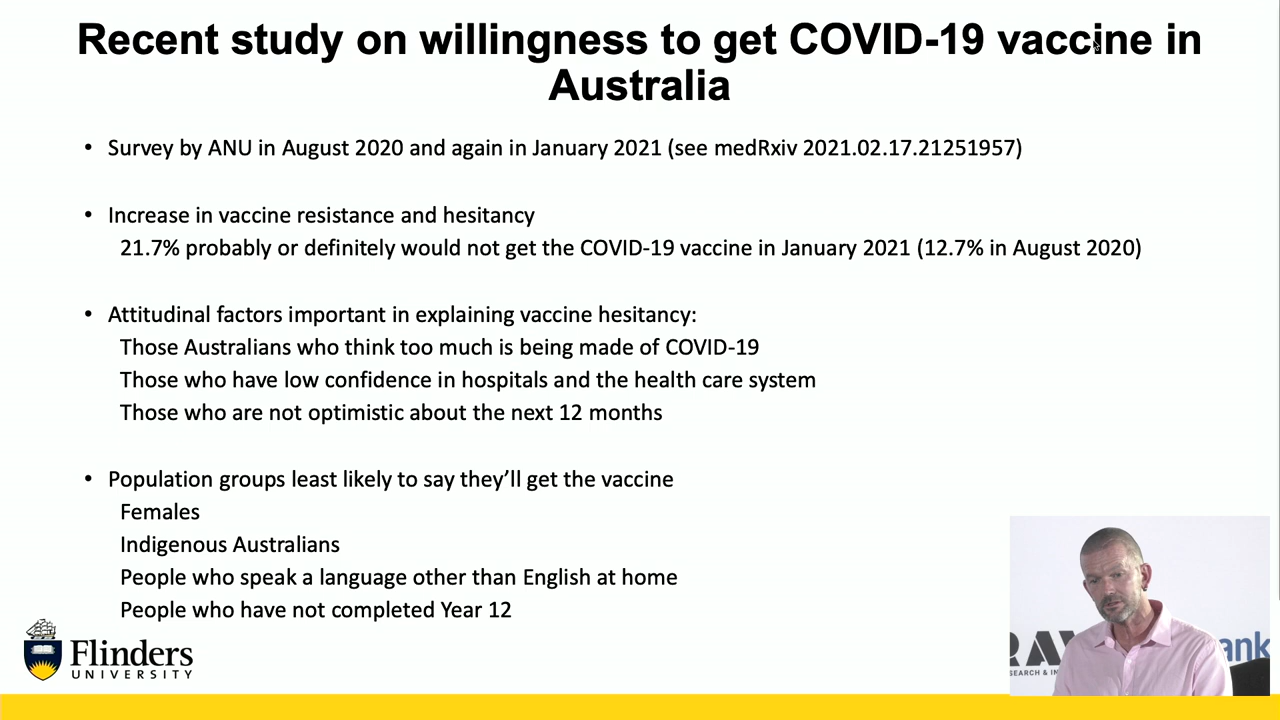 Recent study on willingness to get COVID-19 vaccine in
Australia
• Survey by ANU in August 2020 and again in January 2021 (see medRxiv 2021.02.17.21251957)
• Increase in vaccine resistance and hesitancy
21.7% probably or definitely would not get the COVID-19 vaccine in January 2021 (12.7% in August 2020)
• Attitudinal factors important in explaining vaccine hesitancy:
Those Australians who think too much is being made of COVID-19
Those who have low confidence in hospitals and the health care system
Those who are not optimistic about the next 12 months
• Population groups least likely to say they’ll get the vaccine
Females
Indigenous Australians
People who speak a language other than English at home
People who have not completed Year 12
Flinders
UNIVERSITY